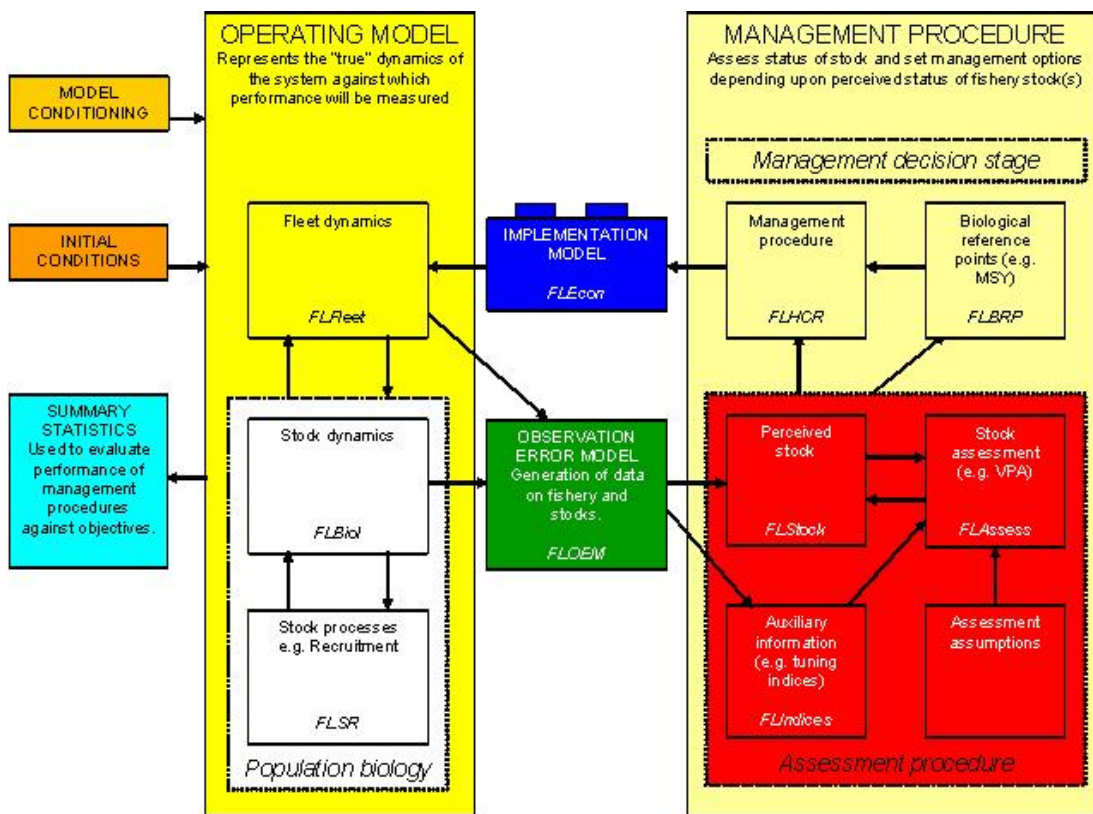 MODEL
CONDITIONING
INITIAL
CONDITIONS
SUMMARY
STATISTICS
Used to evaluate
performance of
management
procedures
against objectives.
OPERATING MODEL
Represents the "true" dynamics of
the system against which
performance will be measured
Fleet dynamics
FLFleet
Stock dynamics
FLBiol
Stock processes
e.g. Recruitment
FLSR
Population biology
IMPLEMENTATION
MODEL
FLEcon
OBSERVATION
ERROR MODEL
Generation of data
on fishery and
stocks.
FLOEM
MANAGEMENT PROCEDURE
Assess status of stock and set management options
depending upon perceived status of fishery stock(s)
Management decision stage
Management
procedure
FLHCR
Biological
reference
points (e.g.
MSY)
FLBRP
Perceived
stock
FLStock
Stock
assessment
(e.g. VPA)
FLAssess
Auxiliary
information
(e.g. tuning
indices)
FLIndices
Assessment
assumptions
Assessment procedure